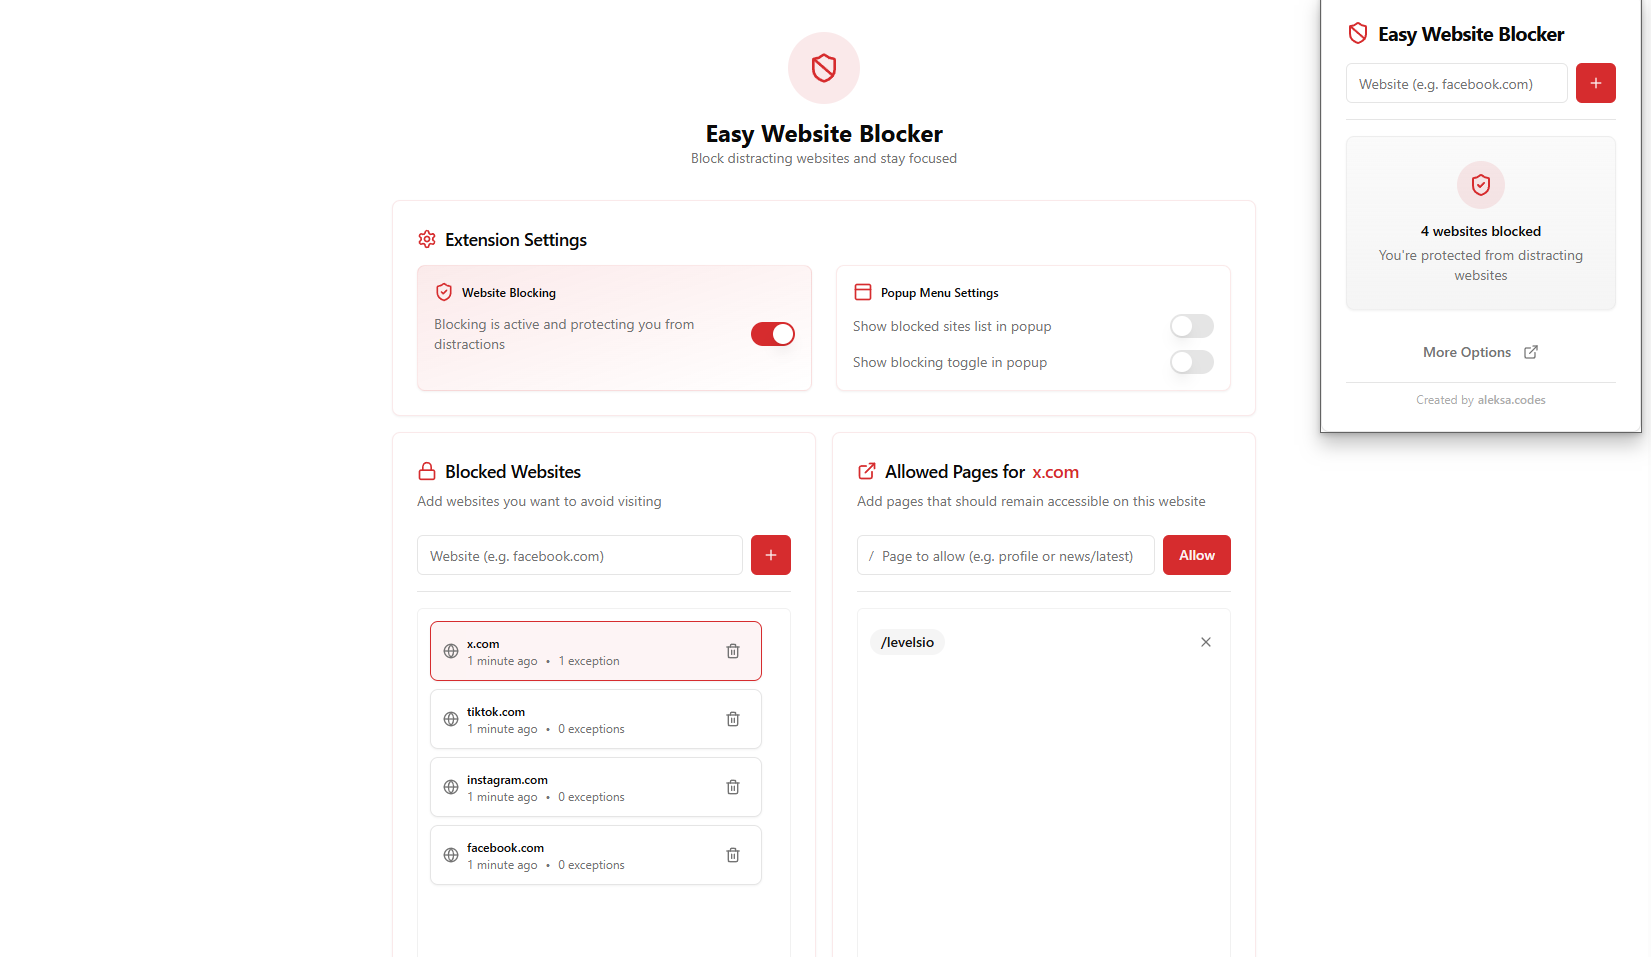 Easy Website Blocker
Block distracting websites and stay focused
Extension Settings
Website Blocking
Blocking is active and protecting you from
distractions
Popup Menu Settings
Show blocked sites list in popup
Show blocking toggle in popup
Blocked Websites
Add websites you want to avoid visiting
Website (e.g. facebook.com)
+
x.com
1 minute ago • 1 exception
tiktok.com
1 minute ago • 0 exceptions
instagram.com
1 minute ago • 0 exceptions
facebook.com
1 minute ago • 0 exceptions
Allowed Pages for x.com
Add pages that should remain accessible on this website
/ Page to allow (e.g. profile or news/latest)
Allow
/levelsio
Easy Website Blocker
Website (e.g. facebook.com)
+
4 websites blocked
You're protected from distracting
websites
More Options
Created by aleksa.codes